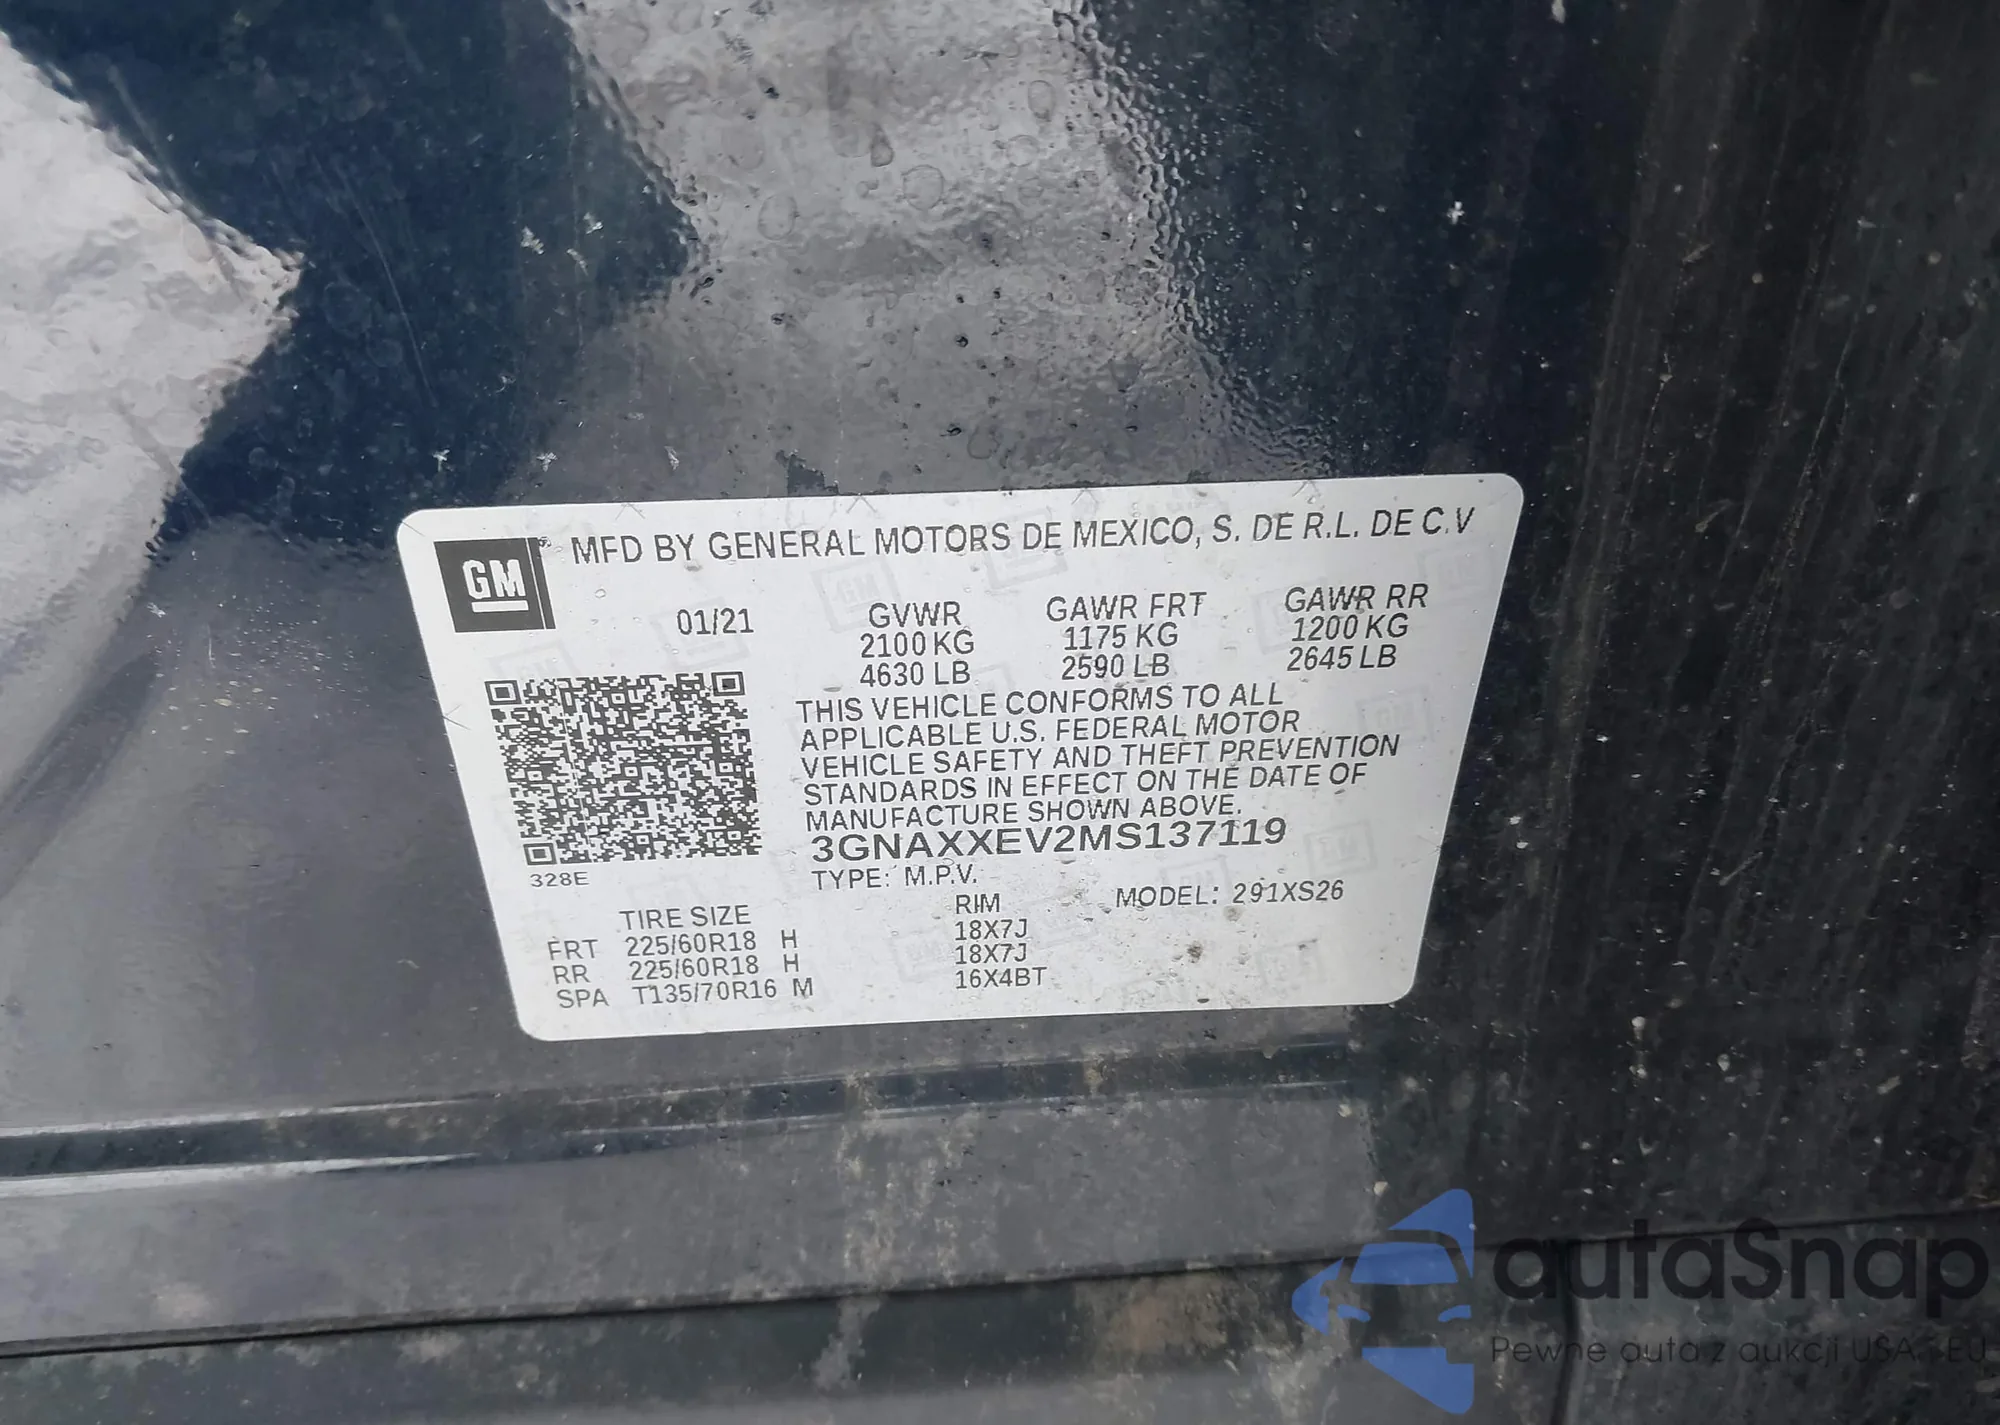 GM
MFD BY GENERAL MOTORS DE MEXICO, S. DE R.L. DE C.V
01/21
GVWR GAWR FRT GAWR RR
2100 KG 1175 KG 1200 KG
4630 LB 2590 LB 2645 LB
THIS VEHICLE CONFORMS TO ALL
APPLICABLE U.S. FEDERAL MOTOR
VEHICLE SAFETY AND THEFT PREVENTION
STANDARDS IN EFFECT ON THE DATE OF
MANUFACTURE SHOWN ABOVE.
3GNAXXEV2MS137119
328E
TYPE: M.P.V.
TIRE SIZE RIM MODEL: 291XS26
FRT 225/60R18 H 18X7J
RR 225/60R18 H 18X7J
SPA T135/70R16 M 16X4BT
autaSnap
Pewne auta z aukcji USA i EU